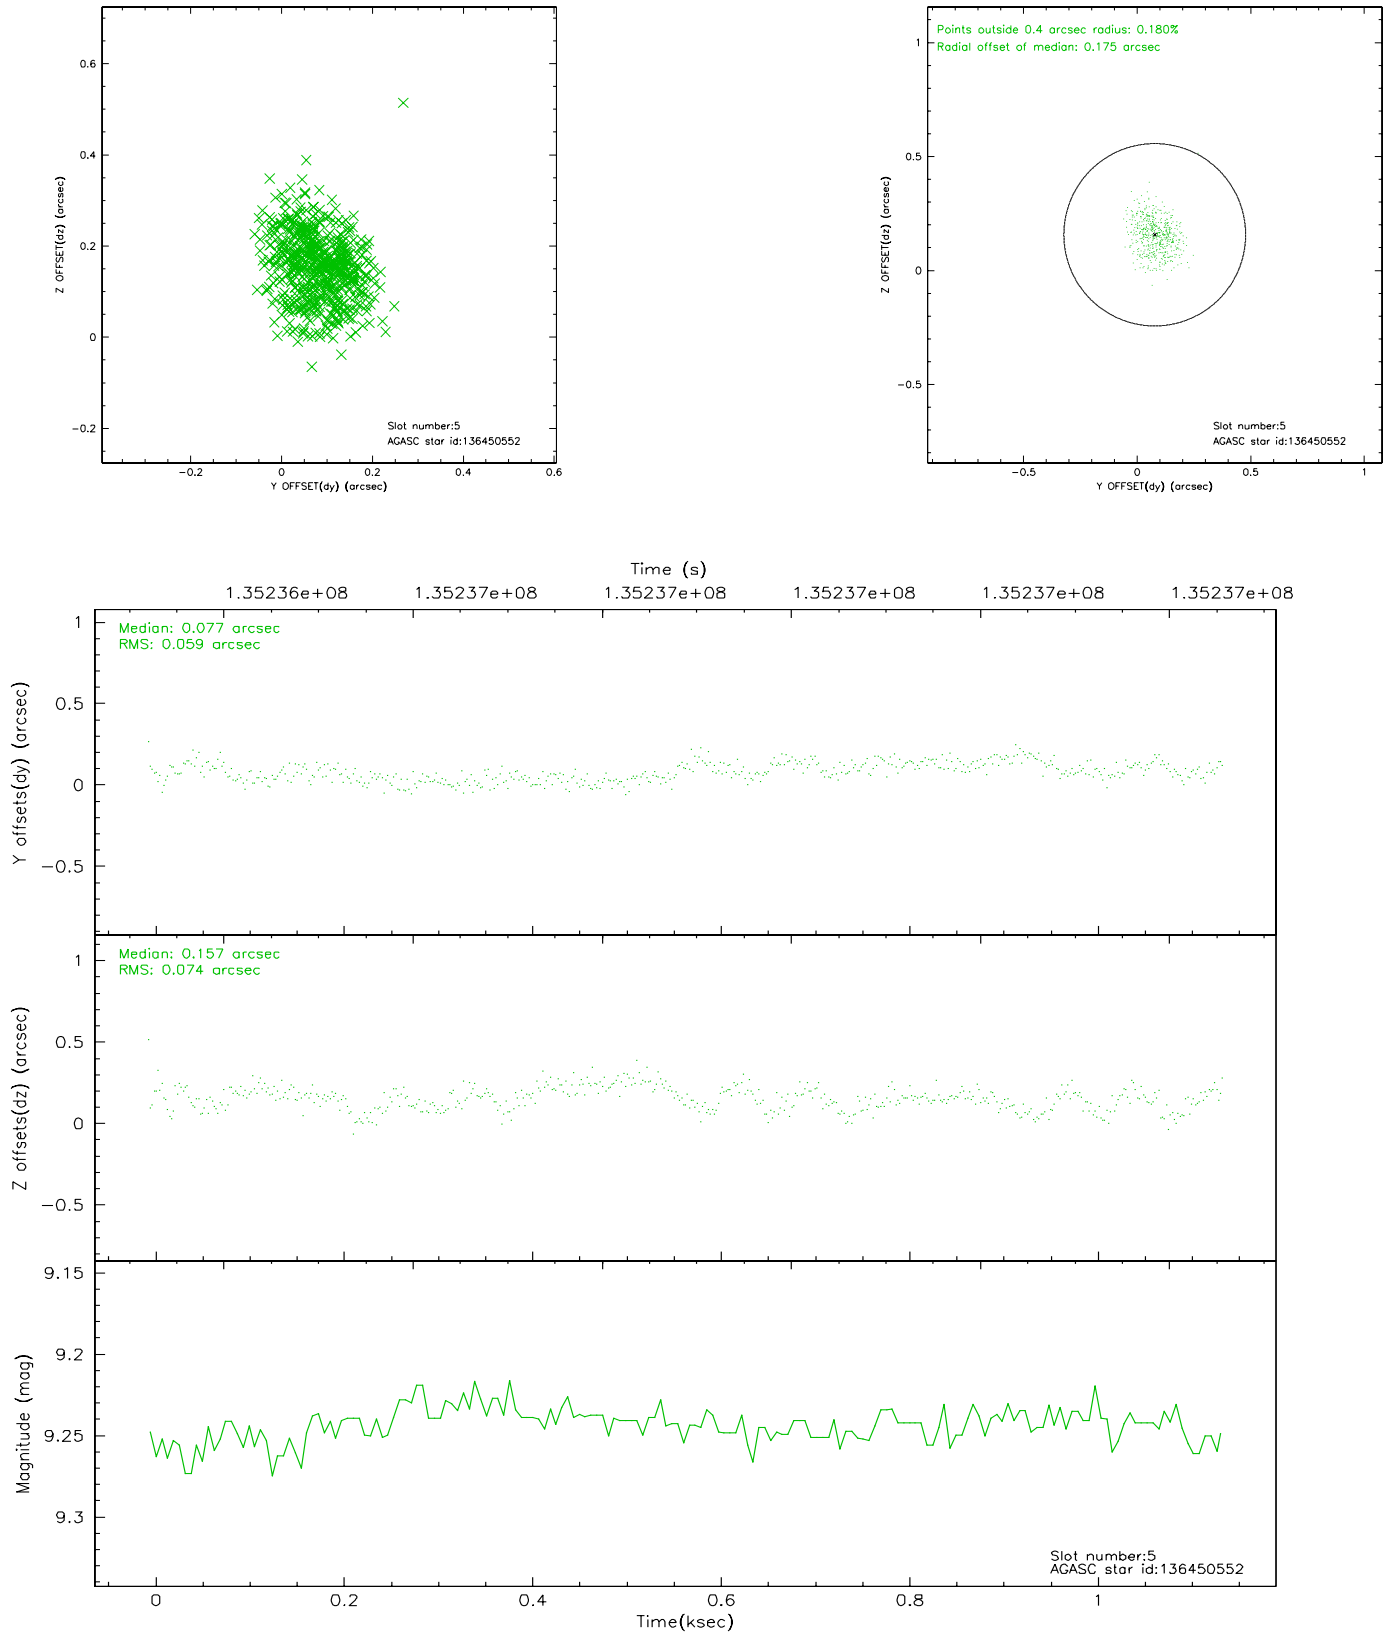 0.6
0.4
0.2
0
−0.2
Z OFFSET(dz) (arcsec)
Slot number:5
AGASC star id:136450552
−0.2 0 0.2 0.4 0.6
Y OFFSET(dy) (arcsec)
Points outside 0.4 arcsec radius: 0.180%
Radial offset of median: 0.175 arcsec
1
0.5
0
−0.5
Z OFFSET(dz) (arcsec)
Slot number:5
AGASC star id:136450552
−0.5 0 0.5 1
Y OFFSET(dy) (arcsec)
Time (s)
1.35236e+08 1.35237e+08 1.35237e+08 1.35237e+08 1.35237e+08 1.35237e+08
Median: 0.077 arcsec
RMS: 0.059 arcsec
1
0.5
0
−0.5
Y offsets(dy) (arcsec)
Median: 0.157 arcsec
RMS: 0.074 arcsec
1
0.5
0
−0.5
Z offsets(dz) (arcsec)
9.15
9.2
9.25
9.3
Magnitude (mag)
Slot number:5
AGASC star id:136450552
0 0.2 0.4 0.6 0.8 1
Time(ksec)